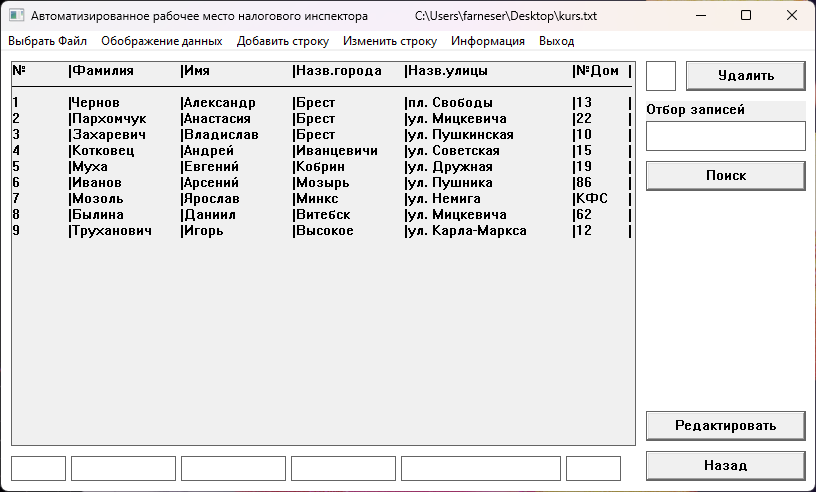 Автоматизированное рабочее место налогового инспектора C:\Users\farneser\Desktop\kurs.txt
Выбрать Файл Обображение данных Добавить строку Изменить строку Информация Выход
№ |Фамилия |Имя |Назв.города |Назв.улицы |№Дом |
1 |Чернов |Александр |Брест |пл. Свободы |13 |
2 |Пархомчук |Анастасия |Брест |ул. Мицкевича |22 |
3 |Захаревич |Владислав |Брест |ул. Пушкинская |10 |
4 |Котковец |Андрей |Иванцевичи |ул. Советская |15 |
5 |Муха |Евгений |Кобрин |ул. Дружная |19 |
6 |Иванов |Арсений |Мозырь |ул. Пушника |86 |
7 |Мозоль |Ярослав |Минкс |ул. Немига |КФС |
8 |Былина |Даниил |Витебск |ул. Мицкевича |62 |
9 |Труханович |Игорь |Высокое |ул. Карла-Маркса |12 |
Удалить
Отбор записей
Поиск
Редактировать
Назад